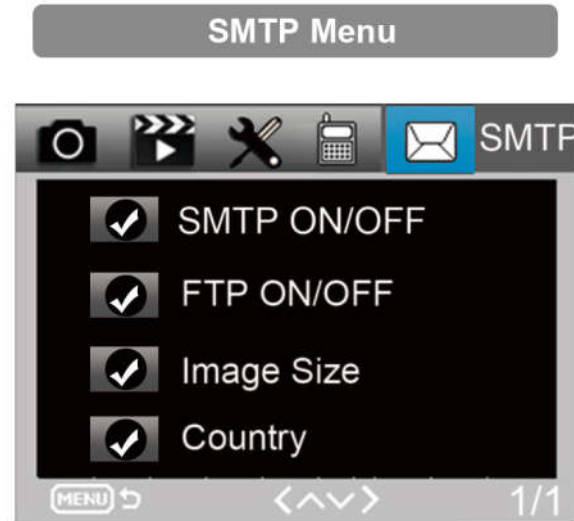 SMTP Menu
SMTP
SMTP ON/OFF
FTP ON/OFF
Image Size
Country
MENU
1/1